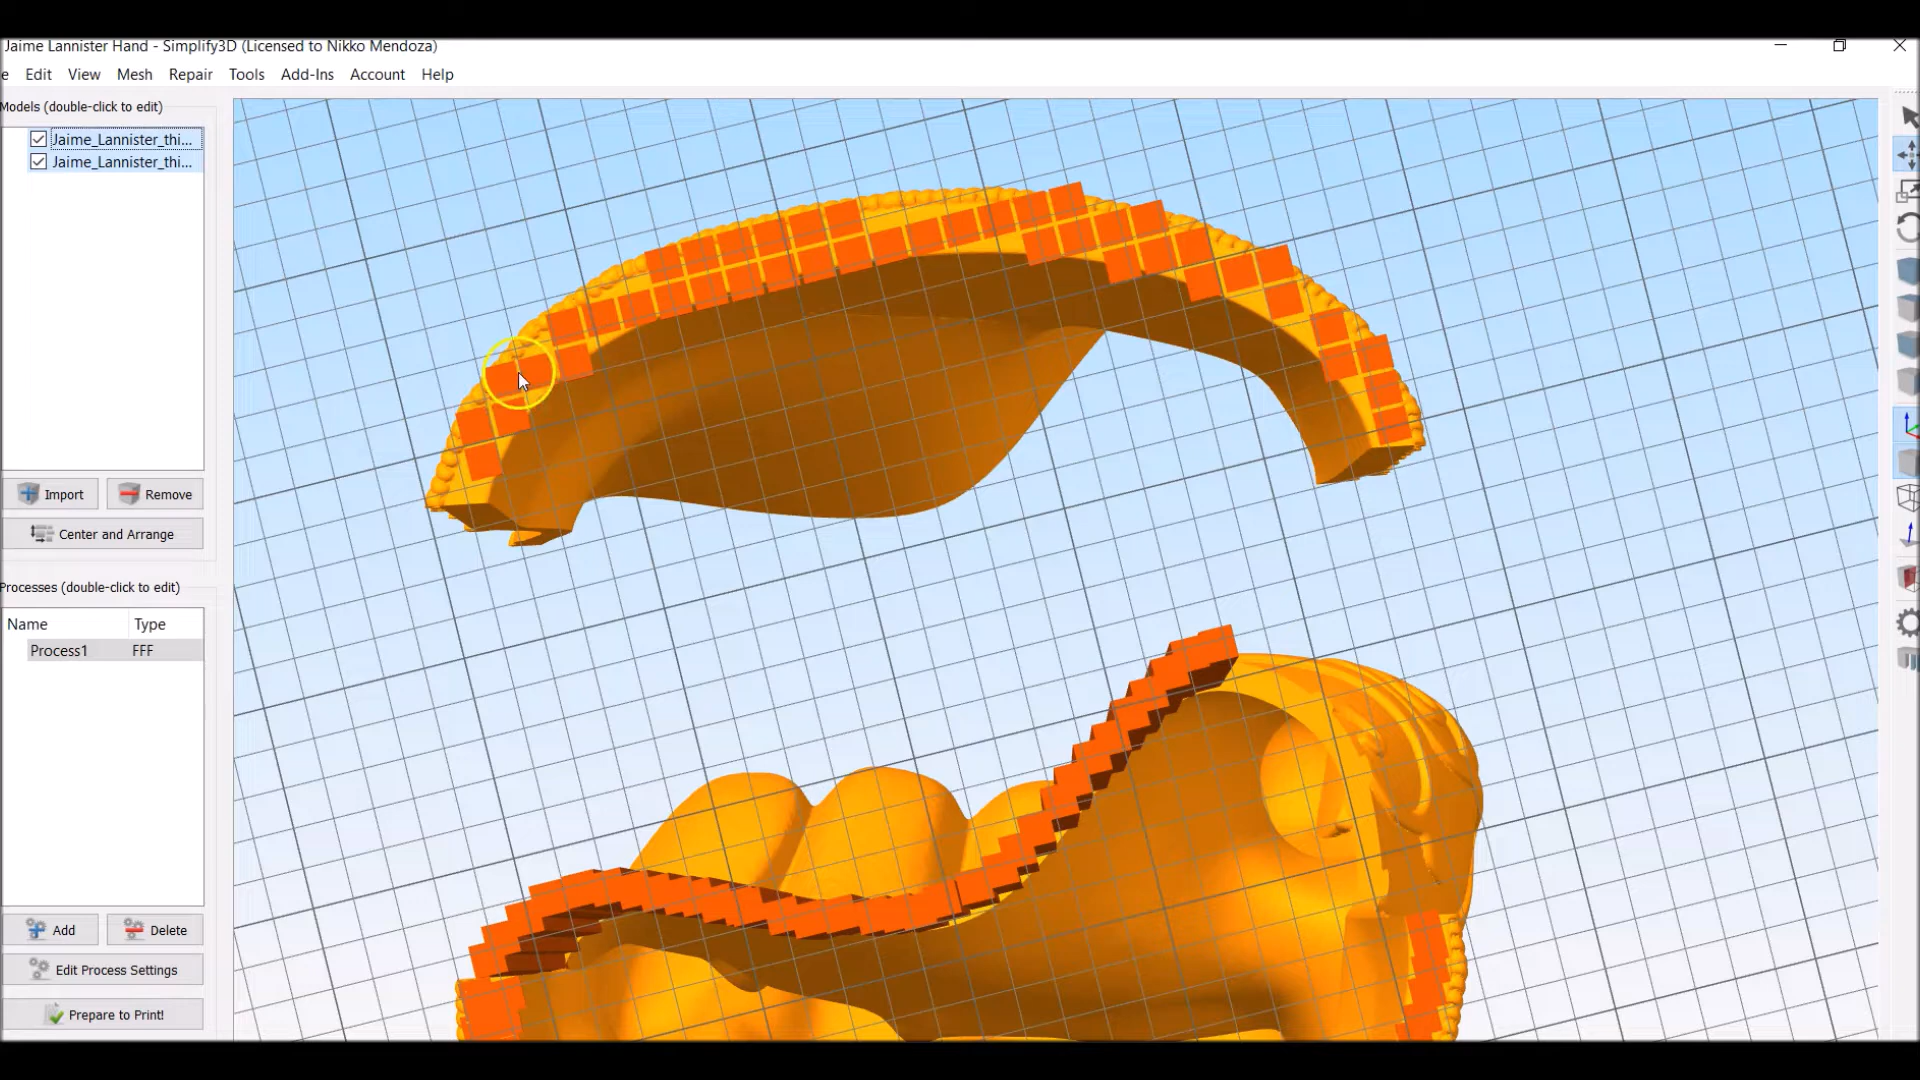 Jaime Lannister Hand - Simplify3D (Licensed to Nikko Mendoza)
e Edit View Mesh Repair Tools Add-Ins Account Help
Models (double-click to edit)
Jaime_Lannister_thi...
Jaime_Lannister_thi...
Import Remove
Center and Arrange
Processes (double-click to edit)
Name Type
Process1 FFF
Add Delete
Edit Process Settings
Prepare to Print!